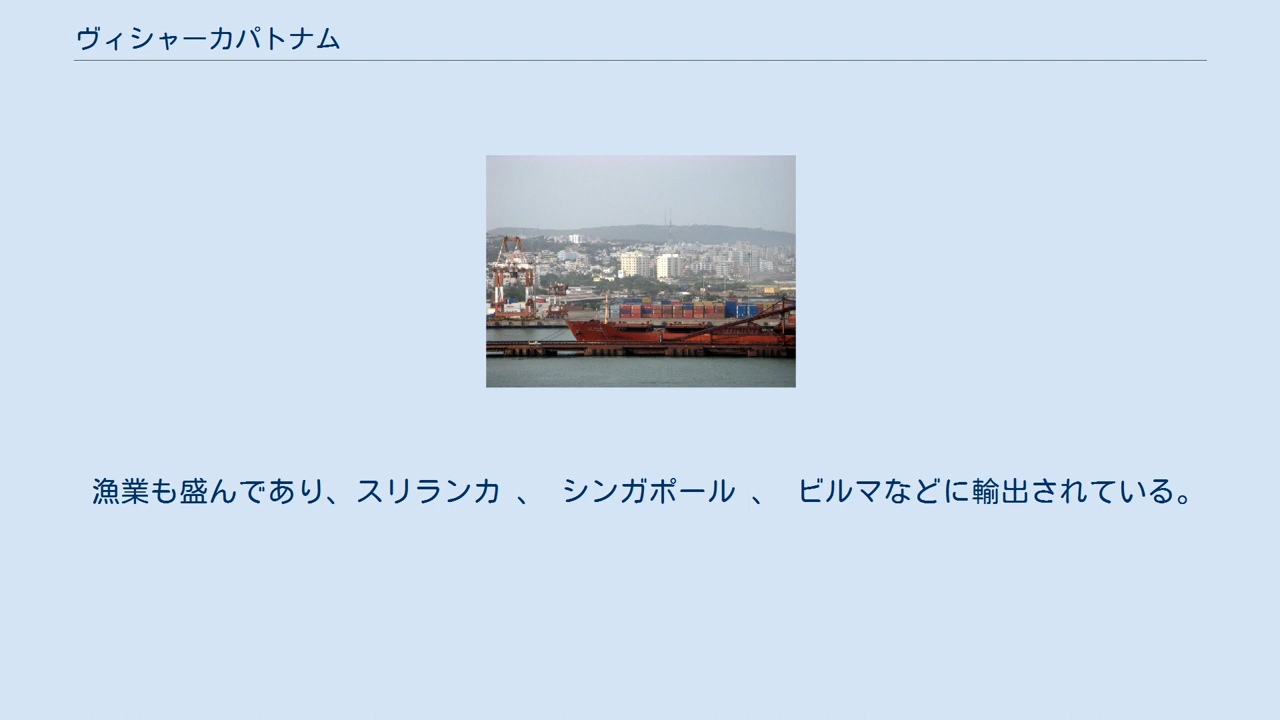 ヴィシャーカパトナム
漁業も盛んであり、スリランカ 、 シンガポール 、 ビルマなどに輸出されている。